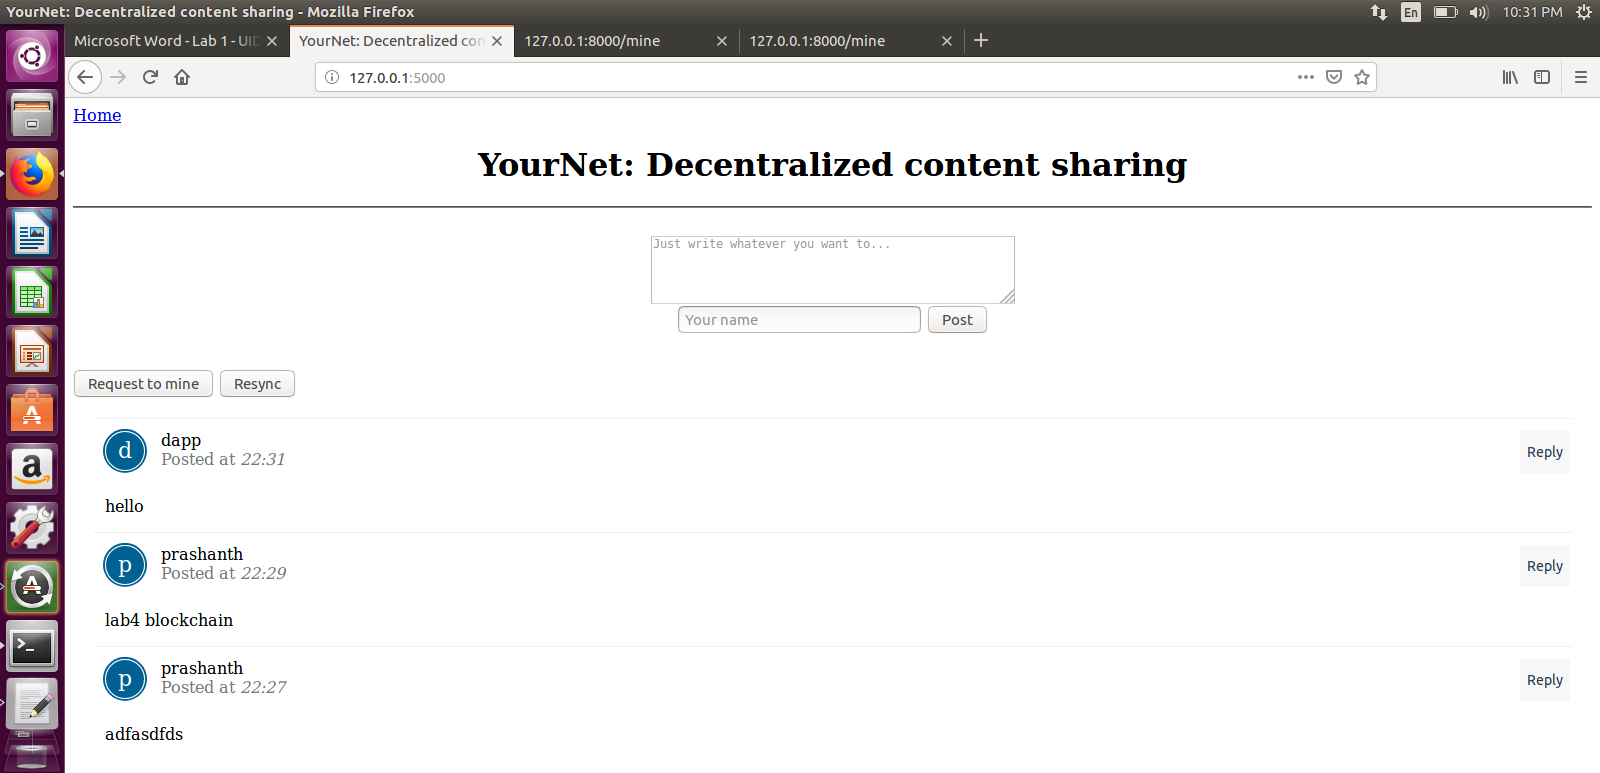 YourNet: Decentralized content sharing - Mozilla Firefox
En
10:31 PM
Microsoft Word - Lab 1 - UID
YourNet: Decentralized con
127.0.0.1:8000/mine
127.0.0.1:8000/mine
127.0.0.1:5000
Home
YourNet: Decentralized content sharing
Just write whatever you want to...
Your name
Post
Request to mine
Resync
d
dapp
Posted at 22:31
Reply
hello
p
prashanth
Posted at 22:29
Reply
lab4 blockchain
p
prashanth
Posted at 22:27
Reply
adfasdfds